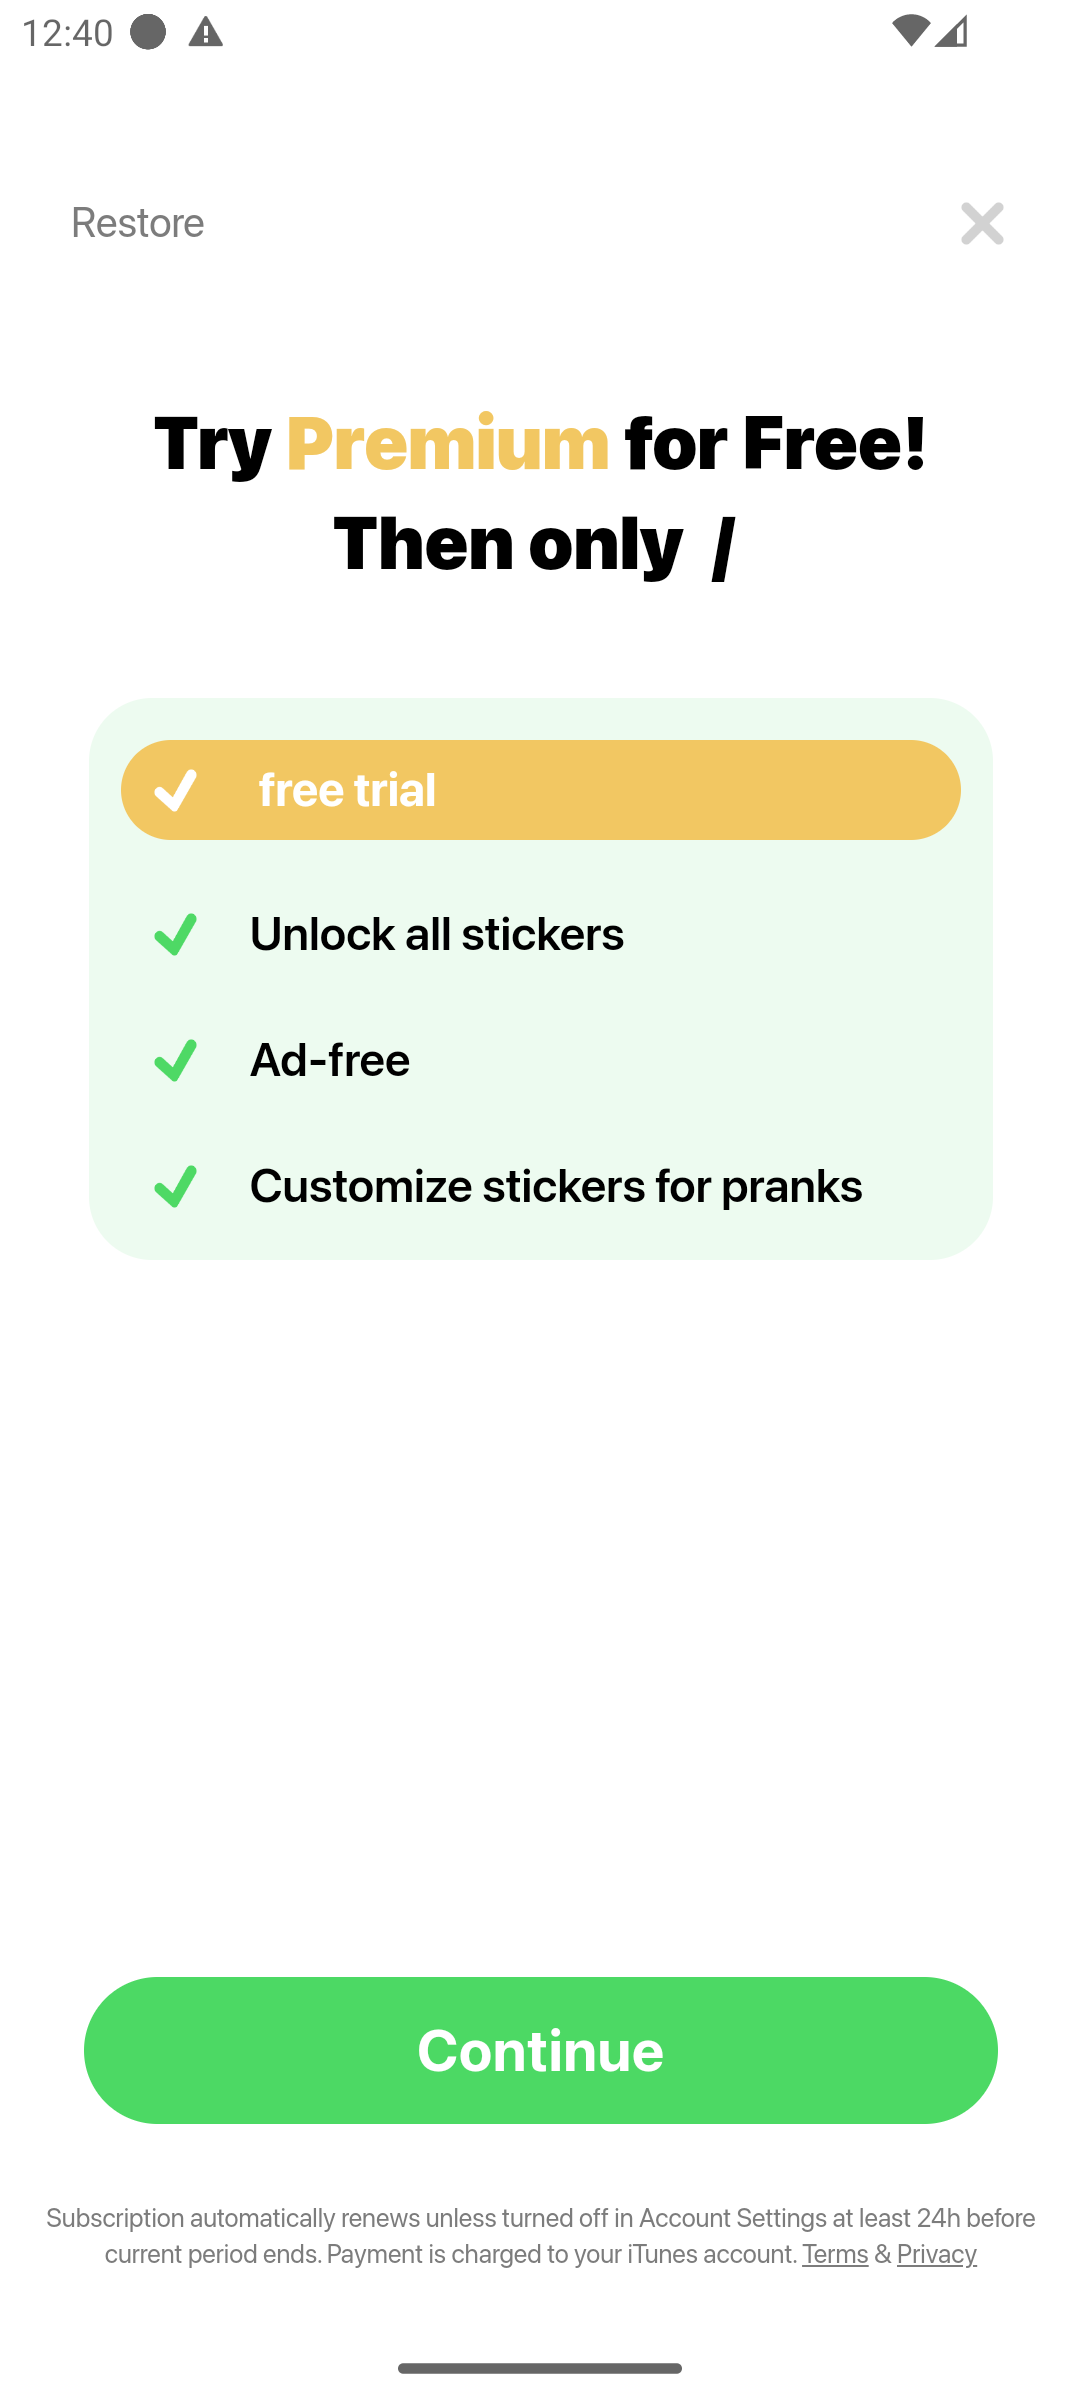 12:40
Restore
Try Premium for Free!
Then only /
free trial
Unlock all stickers
Ad-free
Customize stickers for pranks
Continue
Subscription automatically renews unless turned off in Account Settings at least 24h before
current period ends. Payment is charged to your iTunes account. Terms & Privacy